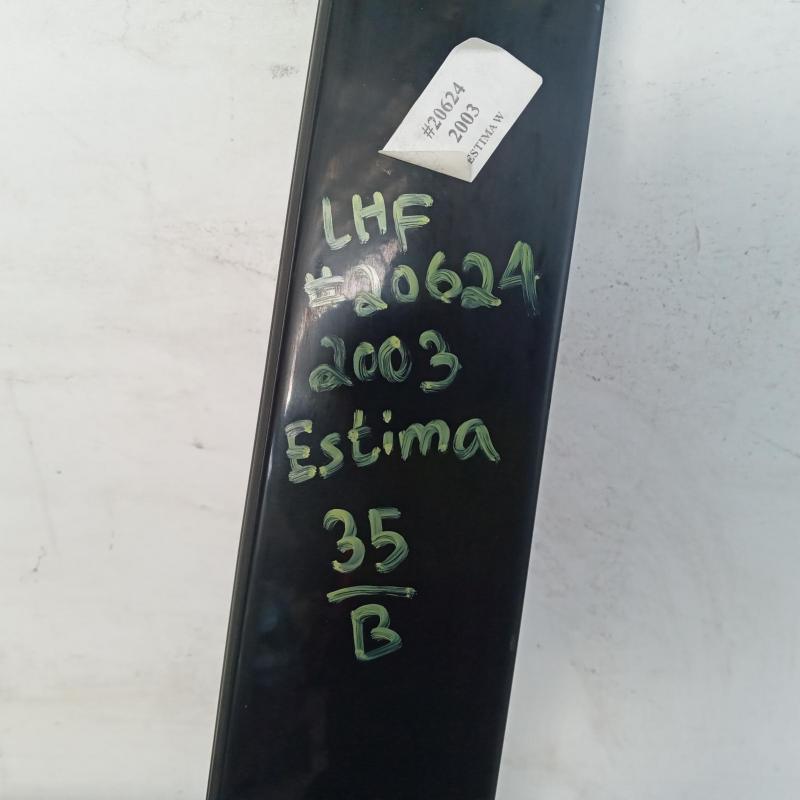 #20624
2003
ESTIMA W
LHF
#20624
2003
Estima
35
B